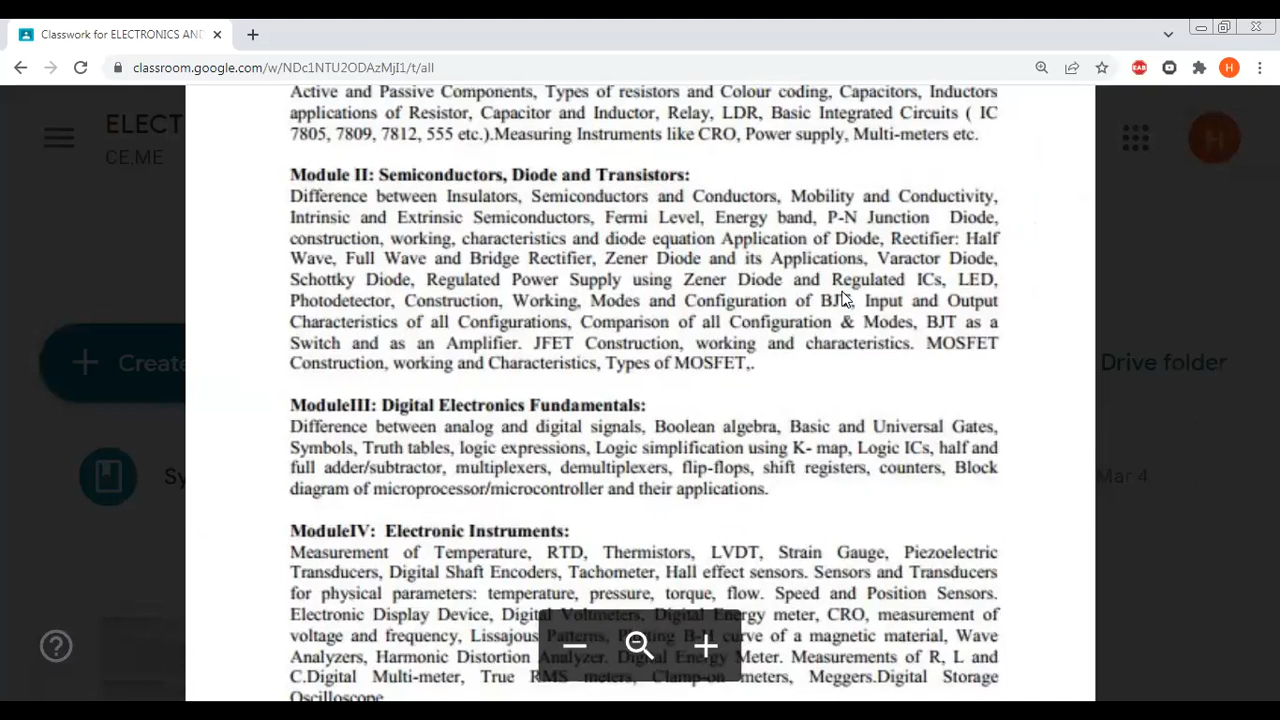 Classwork for ELECTRONICS AND
classroom.google.com/w/NDc1NTU2ODAzMjI1/t/all
EAB
H
ELECT
CE.ME
H
Active and Passive Components, Types of resistors and Colour coding, Capacitors, Inductors
applications of Resistor, Capacitor and Inductor, Relay, LDR, Basic Integrated Circuits ( IC
7805, 7809, 7812, 555 etc.).Measuring Instruments like CRO, Power supply, Multi-meters etc.
Module II: Semiconductors, Diode and Transistors:
Difference between Insulators, Semiconductors and Conductors, Mobility and Conductivity,
Intrinsic and Extrinsic Semiconductors, Fermi Level, Energy band, P-N Junction Diode,
construction, working, characteristics and diode equation Application of Diode, Rectifier: Half
Wave, Full Wave and Bridge Rectifier, Zener Diode and its Applications, Varactor Diode,
Schottky Diode, Regulated Power Supply using Zener Diode and Regulated ICs, LED,
Photodetector, Construction, Working, Modes and Configuration of BJT, Input and Output
Characteristics of all Configurations, Comparison of all Configuration & Modes, BJT as a
Switch and as an Amplifier. JFET Construction, working and characteristics. MOSFET
Construction, working and Characteristics, Types of MOSFET,.
Create
Drive folder
ModuleIII: Digital Electronics Fundamentals:
Difference between analog and digital signals, Boolean algebra, Basic and Universal Gates,
Symbols, Truth tables, logic expressions, Logic simplification using K- map, Logic ICs, half and
full adder/subtractor, multiplexers, demultiplexers, flip-flops, shift registers, counters, Block
diagram of microprocessor/microcontroller and their applications.
Sy
Mar 4
ModuleIV: Electronic Instruments:
Measurement of Temperature, RTD, Thermistors, LVDT, Strain Gauge, Piezoelectric
Transducers, Digital Shaft Encoders, Tachometer, Hall effect sensors. Sensors and Transducers
for physical parameters: temperature, pressure, torque, flow. Speed and Position Sensors.
Electronic Display Device, Digital Voltmeters, Digital Energy meter, CRO, measurement of
voltage and frequency, Lissajous Patterns, Plotting B-H curve of a magnetic material, Wave
Analyzers, Harmonic Distortion Analyzer. Digital Energy Meter. Measurements of R, L and
C.Digital Multi-meter, True RMS meters, Clamp-on meters, Meggers.Digital Storage
Oscilloscope